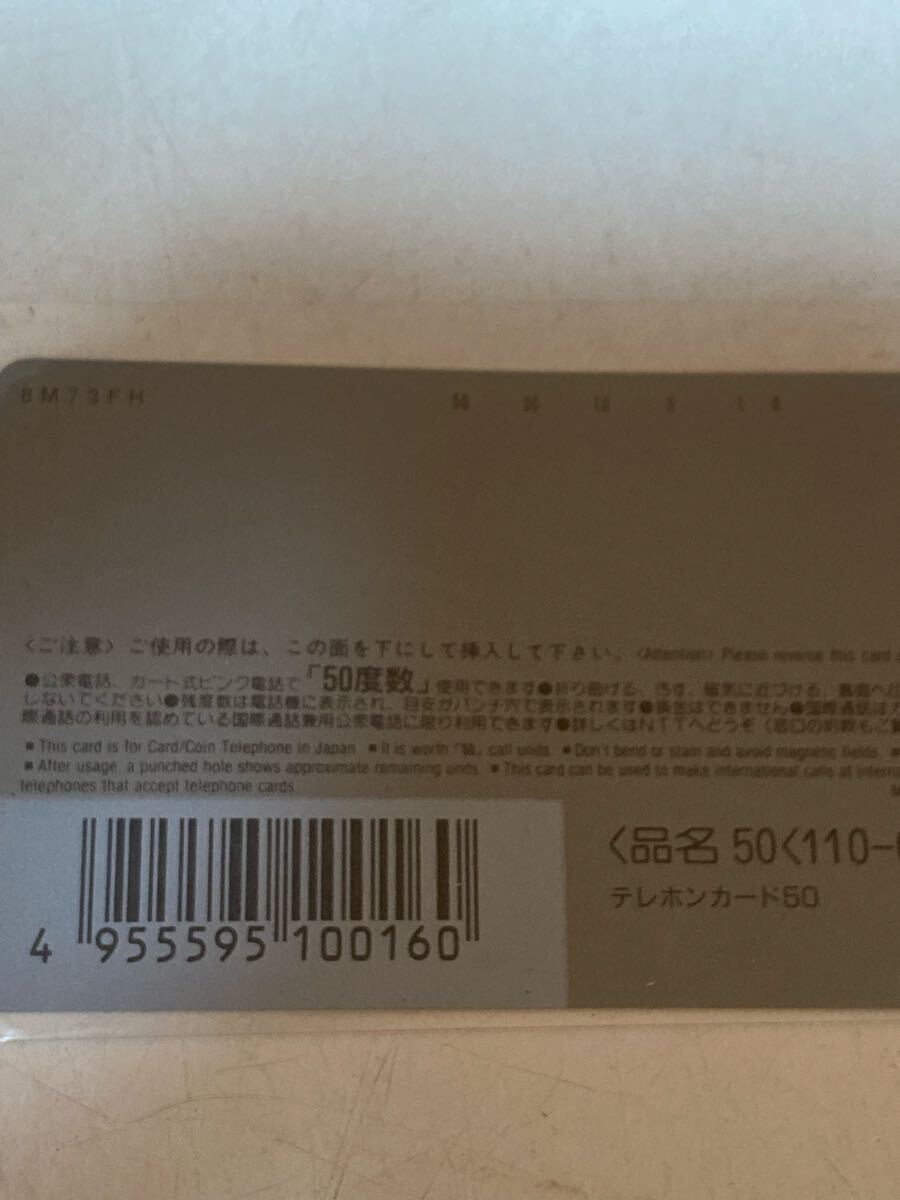 BM73FH
50 30 10 5 1 0
〈ご注意〉ご使用の際は、この面を下にして挿入して下さい。〈Attention〉Please reverse this card
●公衆電話、カード式ピンク電話で「50度数」使用できます●折り曲げる、汚す、磁気に近づける、
しないでください●残度数は電話機に表示され、目安がパンチ穴で表示されます●換金はできません●国際通話は
際通話の利用を認めている国際通話兼用公衆電話に限り利用できます●詳しくはNTTへどうぞ
■This card is for Card/Coin Telephone in Japan. ■It is worth「50」call units. ■Don't bend or stain and avoid magnetic fields. ■
■After usage, a punched hole shows approximate remaining units. ■This card can be used to make international calls at
telephones that accept telephone cards.
〈品名 50〈110-
テレホンカード50
4 955595 100160